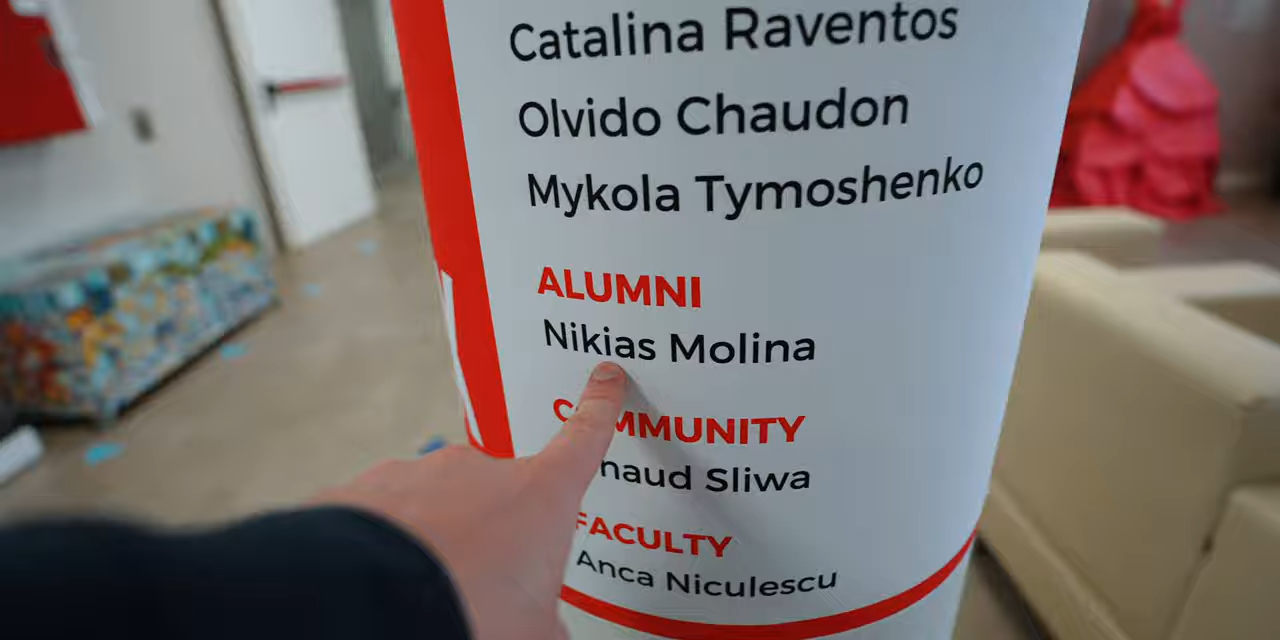 Catalina Raventos
Olvido Chaudon
Mykola Tymoshenko
ALUMNI
Nikias Molina
COMMUNITY
Sliwa
FACULTY
Anca Niculescu